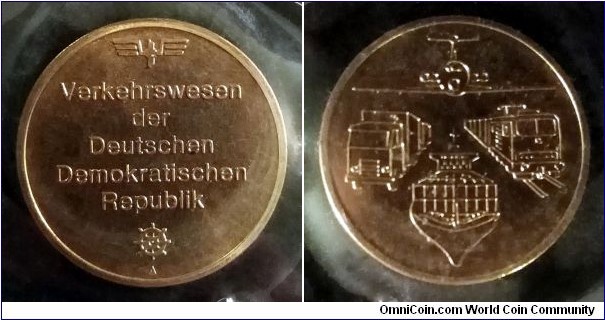 Verkehrswesen
der
Deutschen
Demokratischen
Republik
A
OmniCoin.com World Coin Community